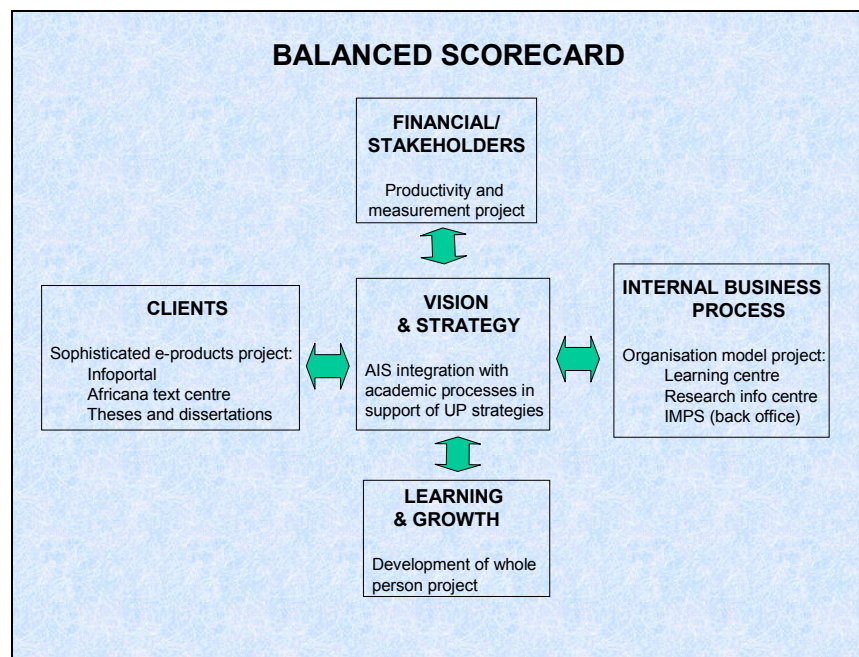 BALANCED SCORECARD
FINANCIAL/
STAKEHOLDERS
Productivity and
measurement project
CLIENTS
Sophisticated e-products project:
Infoportal
Africana text centre
Theses and dissertations
VISION
& STRATEGY
AIS integration with
academic processes in
support of UP strategies
INTERNAL BUSINESS
PROCESS
Organisation model project:
Learning centre
Research info centre
IMPS (back office)
LEARNING
& GROWTH
Development of whole
person project